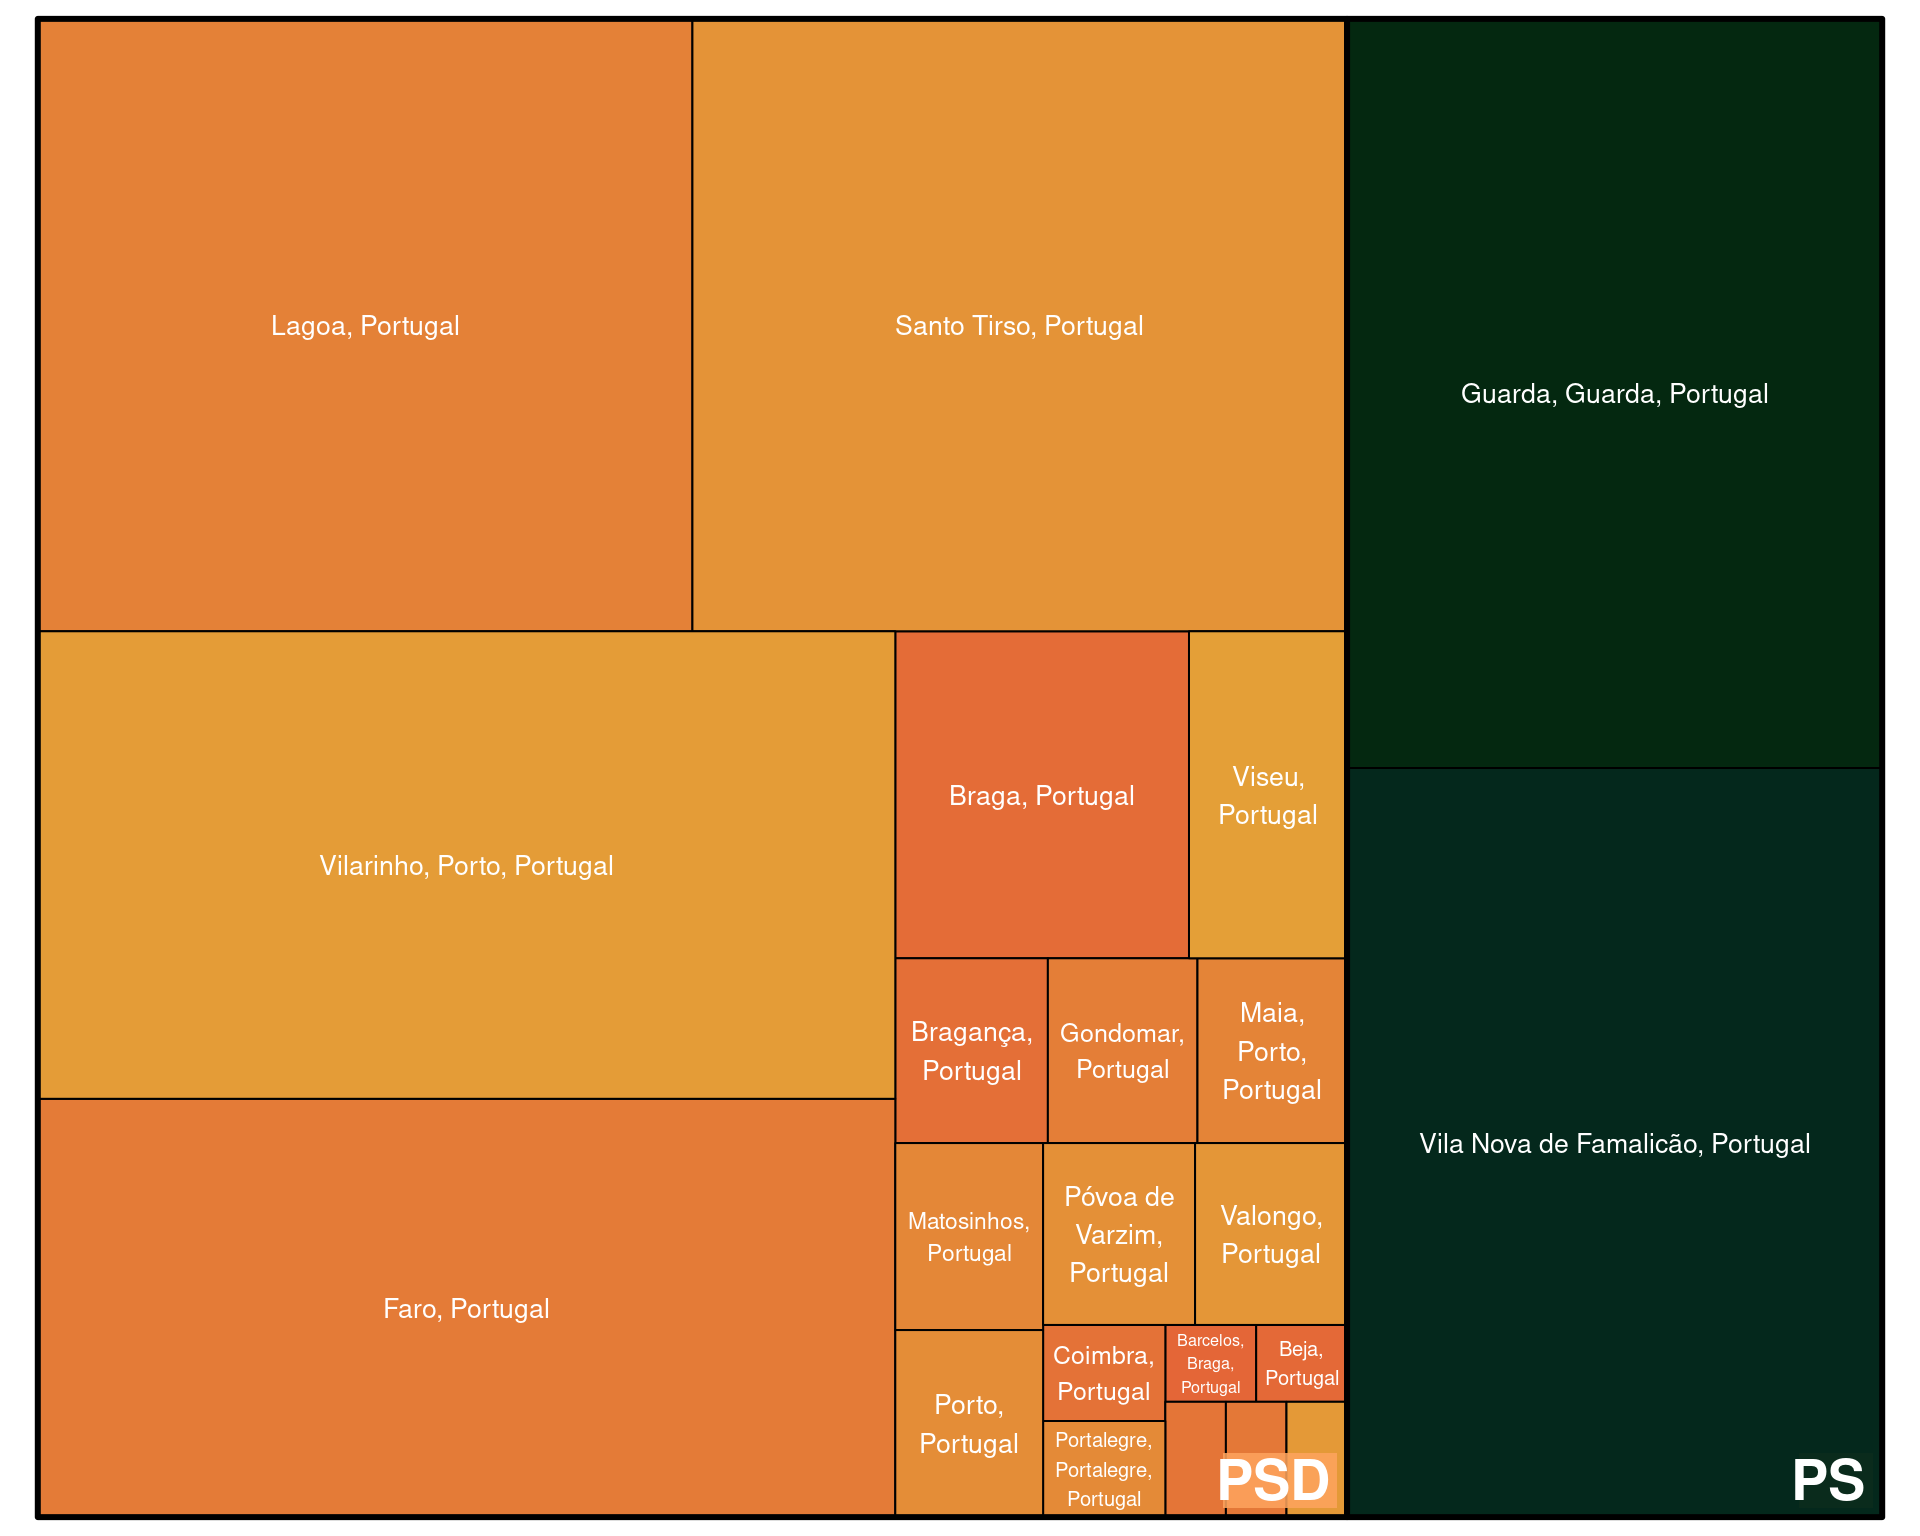 Lagoa, Portugal
Santo Tirso, Portugal
Guarda, Guarda, Portugal
Vilarinho, Porto, Portugal
Braga, Portugal
Viseu,
Portugal
Bragança,
Portugal
Gondomar,
Portugal
Maia,
Porto,
Portugal
Vila Nova de Famalicão, Portugal
Matosinhos,
Portugal
Póvoa de
Varzim,
Portugal
Valongo,
Portugal
Faro, Portugal
Porto,
Portugal
Coimbra,
Portugal
Barcelos,
Braga,
Portugal
Beja,
Portugal
Portalegre,
Portalegre,
Portugal
PSD
PS